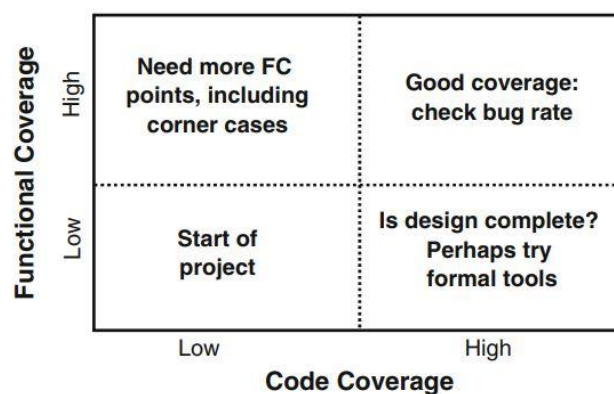 Functional Coverage
High
Low
Need more FC
points, including
corner cases
Good coverage:
check bug rate
Start of
project
Is design complete?
Perhaps try
formal tools
Low
High
Code Coverage